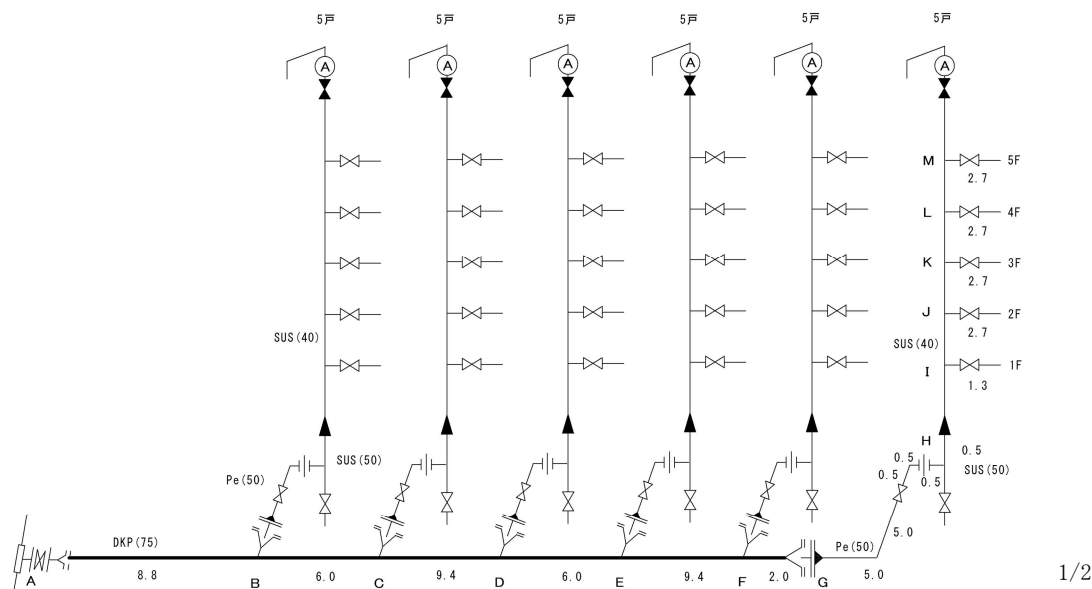 5戸 5戸 5戸 5戸 5戸 5戸
A A A A A A
M 5F
2.7
L 4F
2.7
K 3F
2.7
J 2F
2.7
SUS(40) SUS(40)
I 1F
1.3
H
0.5 0.5
SUS(50) 0.5 SUS(50)
Pe(50) 0.5
5.0
DKP(75) Pe(50)
8.8 6.0 9.4 6.0 9.4 2.0 5.0
A B C D E F G
1/2